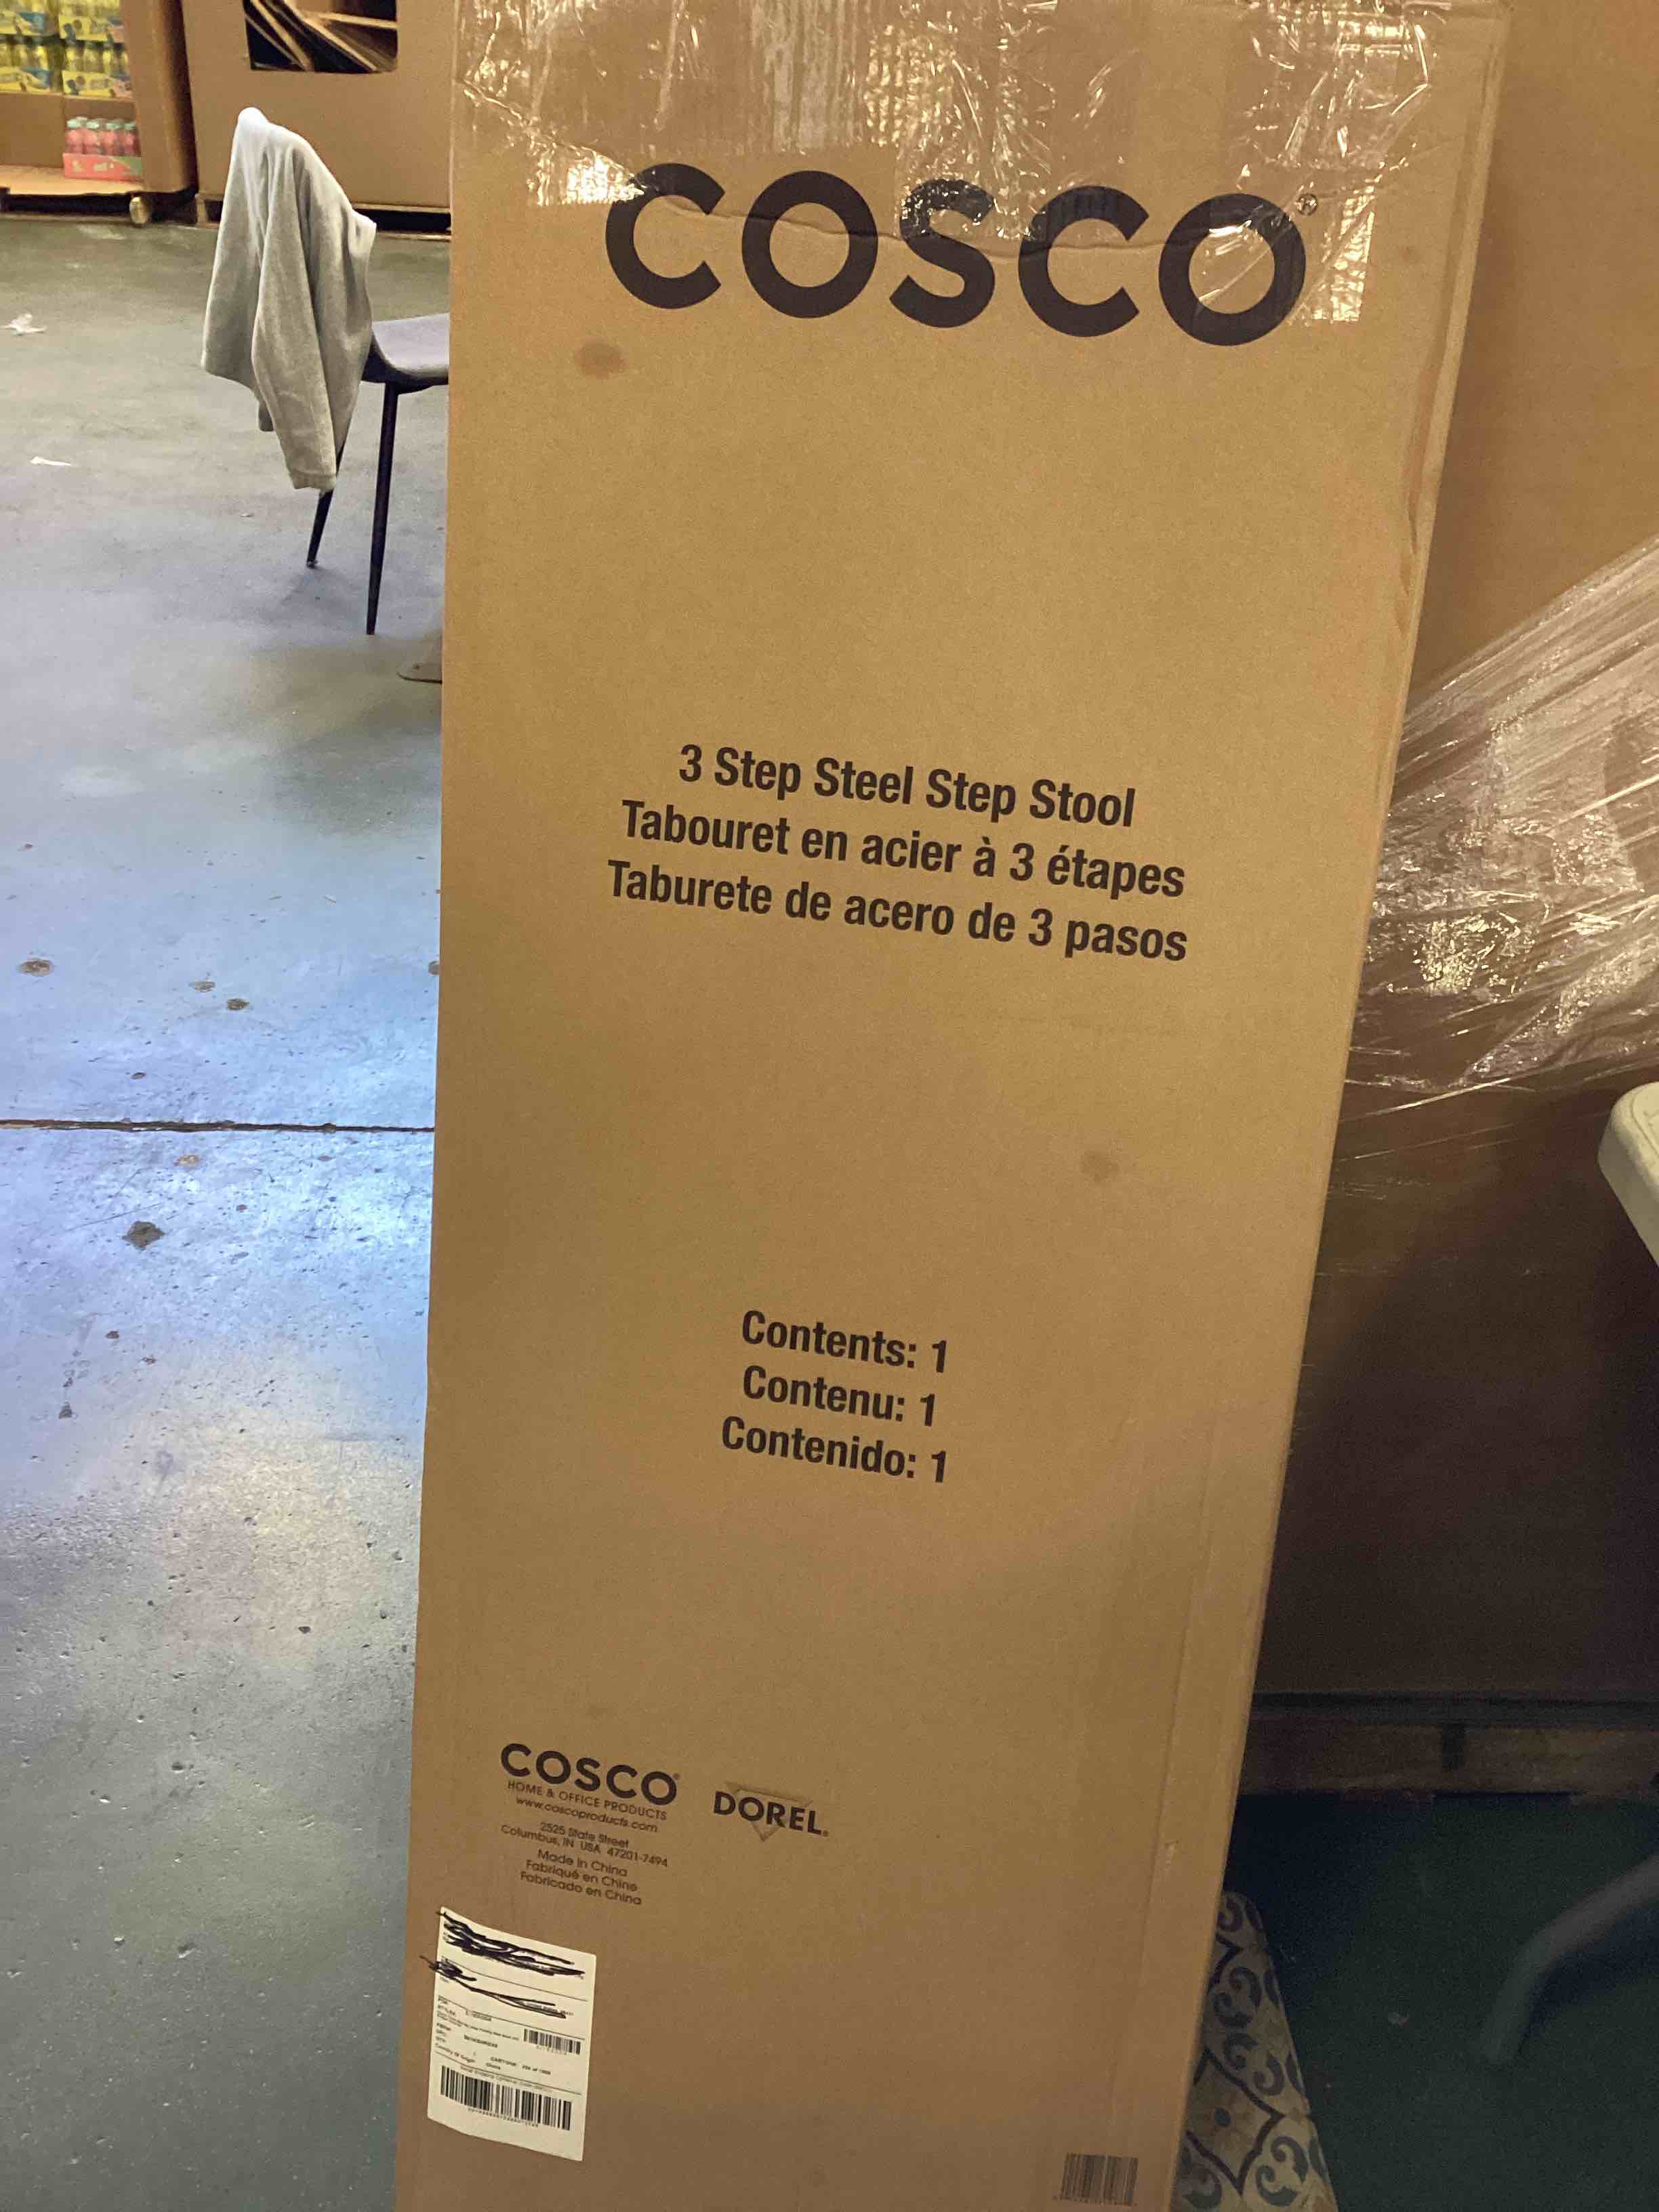 COSCO®
3 Step Steel Step Stool
Tabouret en acier à 3 étapes
Taburete de acero de 3 pasos
Contents: 1
Contenu: 1
Contenido: 1
COSCO®
HOME & OFFICE PRODUCTS
www.coscoproducts.com
2525 State Street
Columbus, IN USA 47201-7494
Made in China
Fabriqué en Chine
Fabricado en China
DOREL®